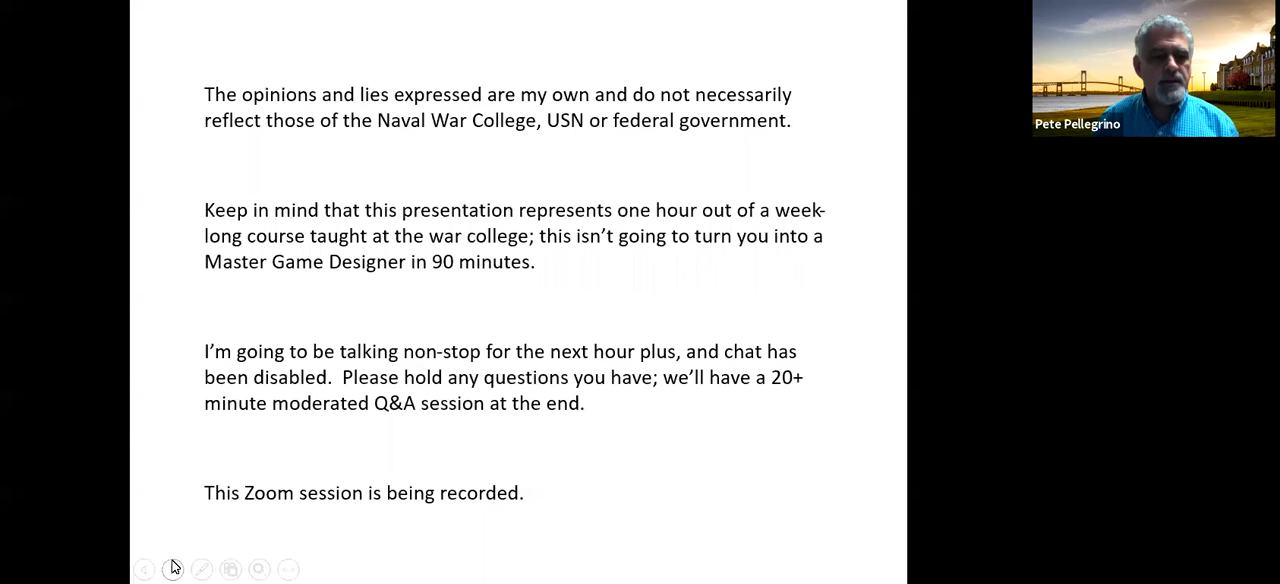 The opinions and lies expressed are my own and do not necessarily
reflect those of the Naval War College, USN or federal government.
Keep in mind that this presentation represents one hour out of a week-
long course taught at the war college; this isn’t going to turn you into a
Master Game Designer in 90 minutes.
I’m going to be talking non-stop for the next hour plus, and chat has
been disabled.  Please hold any questions you have; we’ll have a 20+
minute moderated Q&A session at the end.
This Zoom session is being recorded.
Pete Pellegrino